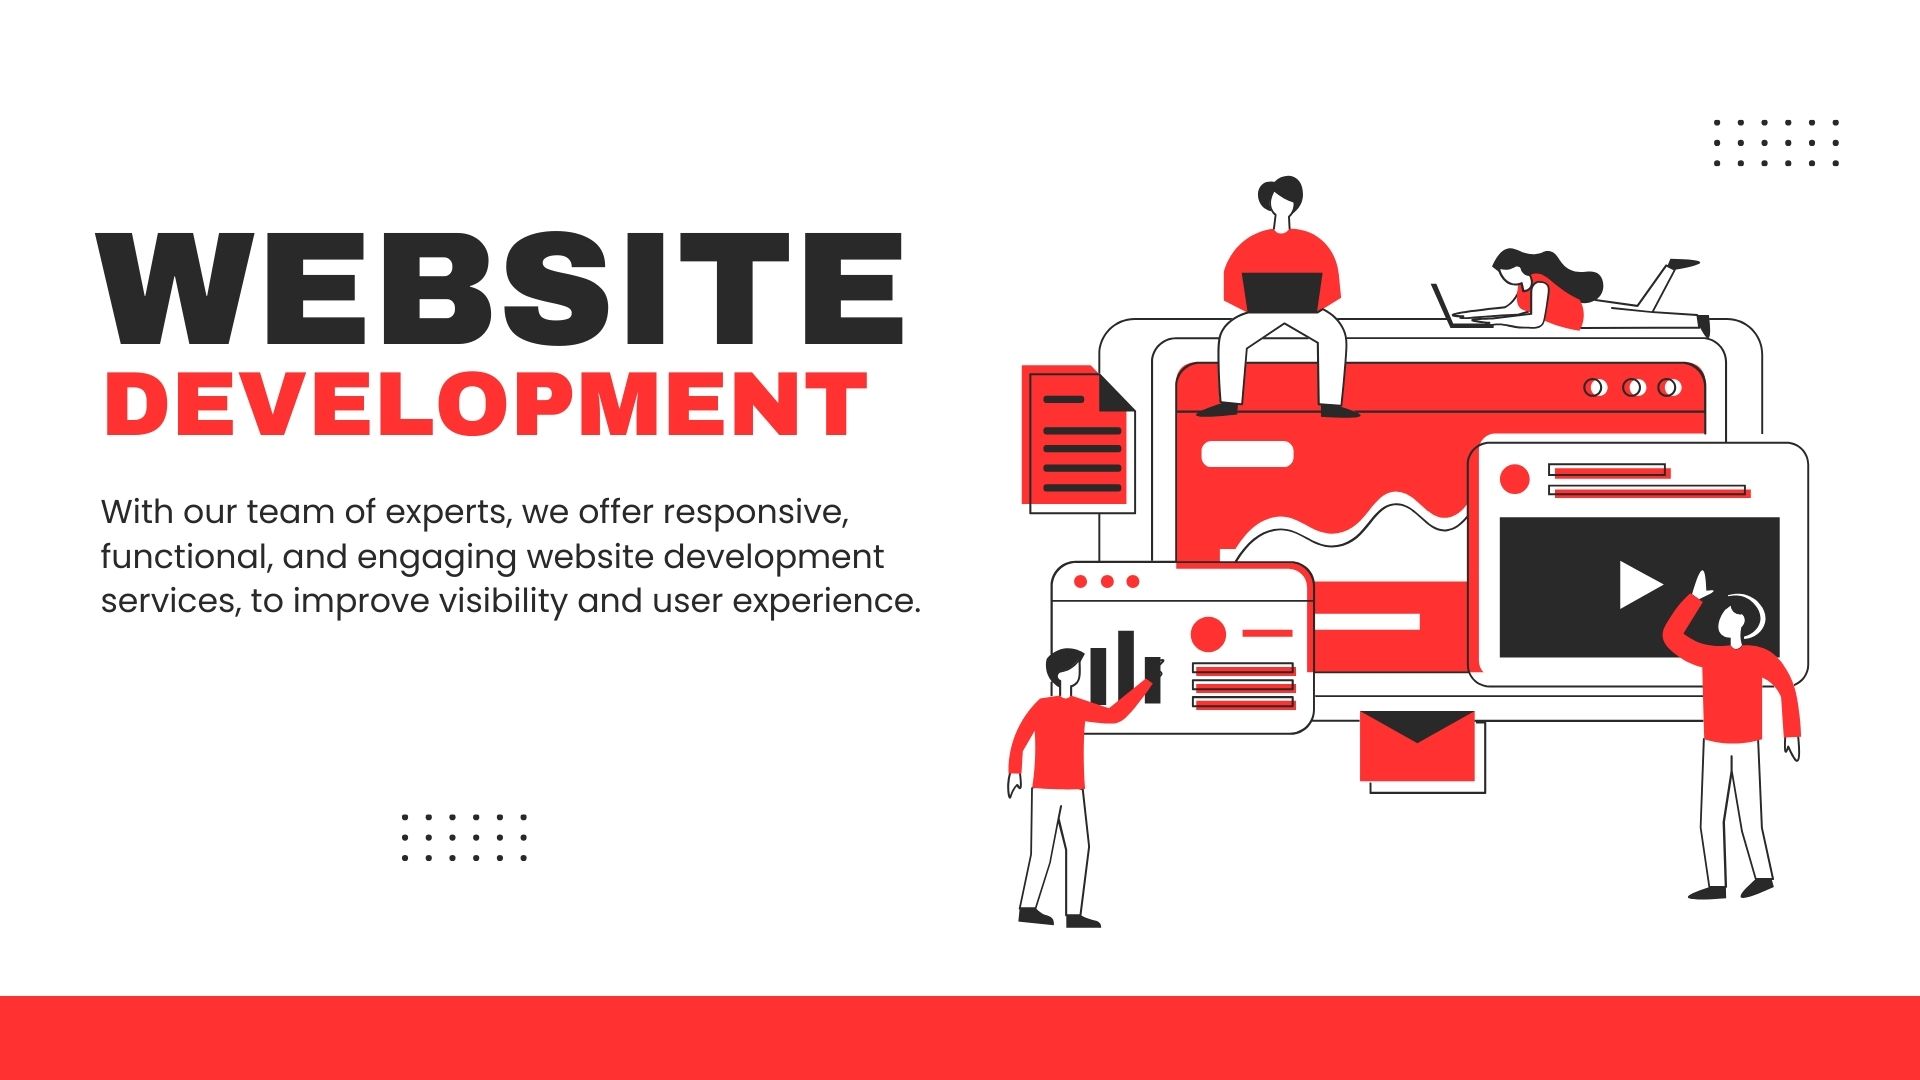 WEBSITE
DEVELOPMENT
With our team of experts, we offer responsive,
functional, and engaging website development
services, to improve visibility and user experience.